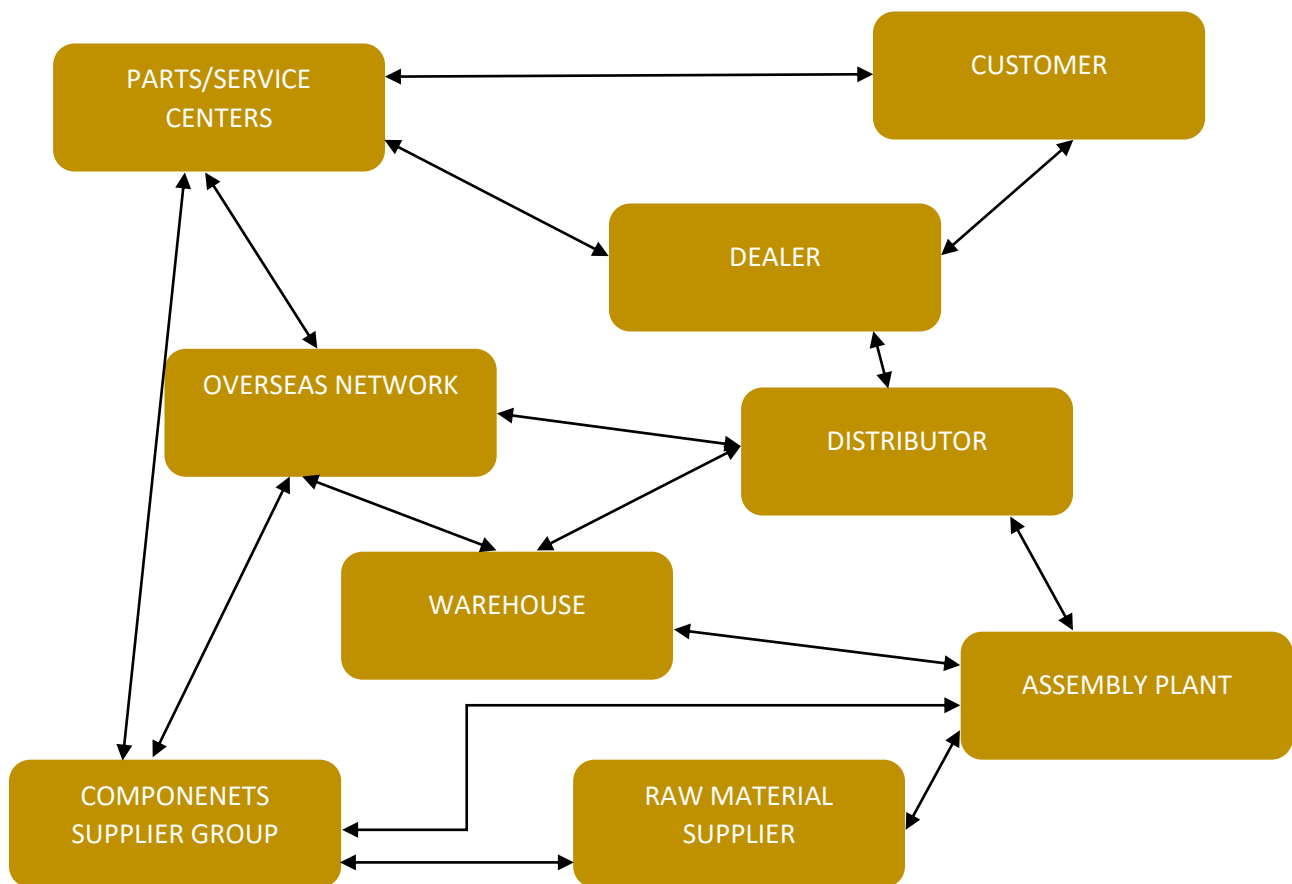 PARTS/SERVICE
CENTERS
CUSTOMER
DEALER
OVERSEAS NETWORK
DISTRIBUTOR
WAREHOUSE
ASSEMBLY PLANT
COMPONENETS
SUPPLIER GROUP
RAW MATERIAL
SUPPLIER